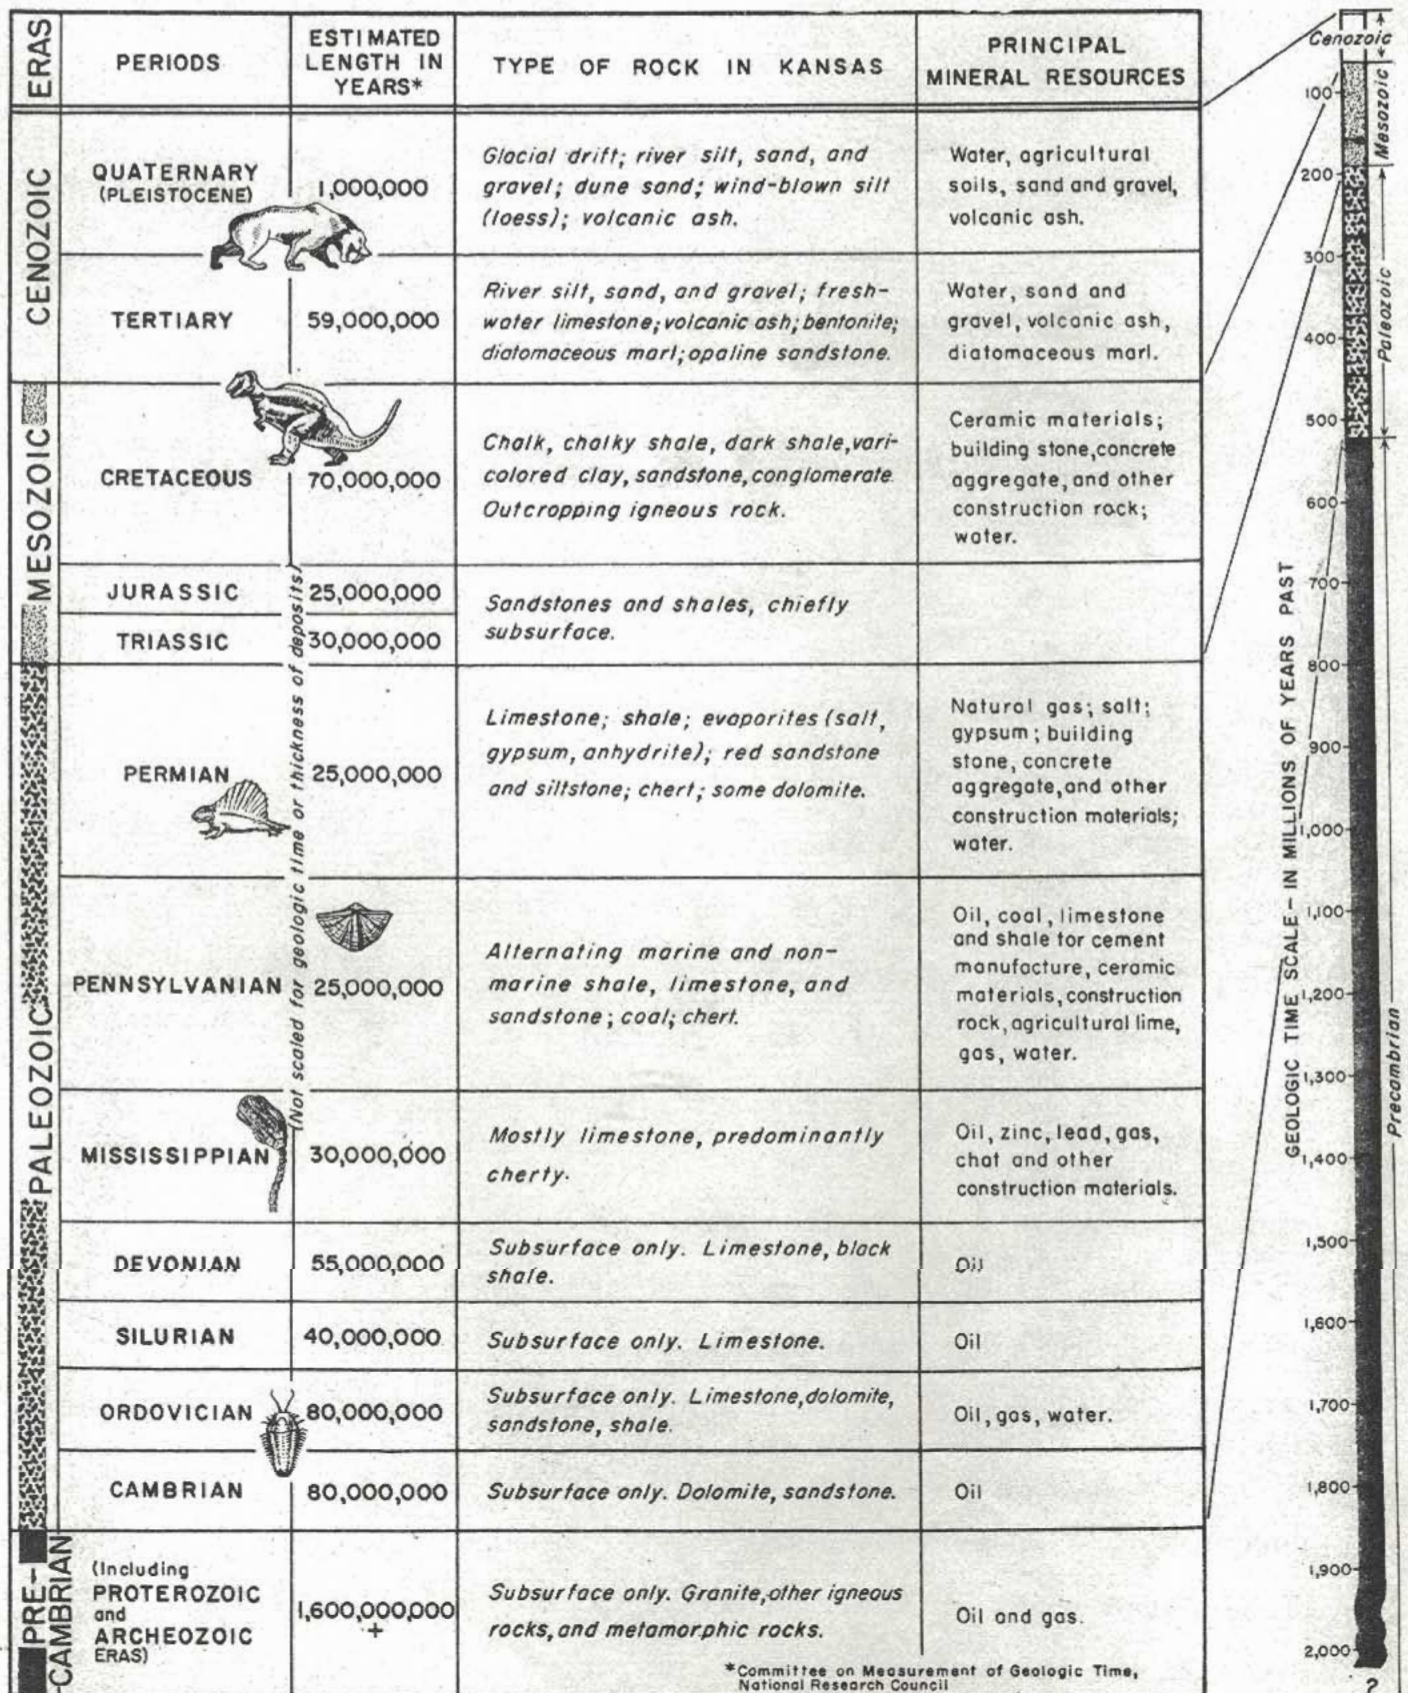 ERAS
PERIODS
ESTIMATED
LENGTH IN
YEARS*
TYPE OF ROCK IN KANSAS
PRINCIPAL
MINERAL RESOURCES
CENOZOIC
QUATERNARY
(PLEISTOCENE)
1,000,000
Glacial drift; river silt, sand, and
gravel; dune sand; wind-blown silt
(loess); volcanic ash.
Water, agricultural
soils, sand and gravel,
volcanic ash.
TERTIARY
59,000,000
River silt, sand, and gravel; fresh-
water limestone; volcanic ash; bentonite;
diatomaceous marl; opaline sandstone.
Water, sand and
gravel, volcanic ash,
diatomaceous marl.
MESOZOIC
CRETACEOUS
70,000,000
Chalk, chalky shale, dark shale, vari-
colored clay, sandstone, conglomerate.
Outcropping igneous rock.
Ceramic materials;
building stone, concrete
aggregate, and other
construction rock;
water.
JURASSIC
25,000,000
TRIASSIC
30,000,000
Sandstones and shales, chiefly
subsurface.
(Not scaled for geologic time or thickness of deposits)
PALEOZOIC
PERMIAN
25,000,000
Limestone; shale; evaporites (salt,
gypsum, anhydrite); red sandstone
and siltstone; chert; some dolomite.
Natural gas; salt;
gypsum; building
stone, concrete
aggregate, and other
construction materials;
water.
PENNSYLVANIAN
25,000,000
Alternating marine and non-
marine shale, limestone, and
sandstone; coal; chert.
Oil, coal, limestone
and shale for cement
manufacture, ceramic
materials, construction
rock, agricultural lime,
gas, water.
MISSISSIPPIAN
30,000,000
Mostly limestone, predominantly
cherty.
Oil, zinc, lead, gas,
chat and other
construction materials.
DEVONIAN
55,000,000
Subsurface only. Limestone, black
shale.
Oil
SILURIAN
40,000,000
Subsurface only. Limestone.
Oil
ORDOVICIAN
80,000,000
Subsurface only. Limestone, dolomite,
sandstone, shale.
Oil, gas, water.
CAMBRIAN
80,000,000
Subsurface only. Dolomite, sandstone.
Oil
PRE-
CAMBRIAN
(Including
PROTEROZOIC
and
ARCHEOZOIC
ERAS)
1,600,000,000
+
Subsurface only. Granite, other igneous
rocks, and metamorphic rocks.
Oil and gas.
*Committee on Measurement of Geologic Time,
National Research Council
GEOLOGIC TIME SCALE – IN MILLIONS OF YEARS PAST
Cenozoic
Mesozoic
Paleozoic
Precambrian
100
200
300
400
500
600
700
800
900
1,000
1,100
1,200
1,300
1,400
1,500
1,600
1,700
1,800
1,900
2,000
?